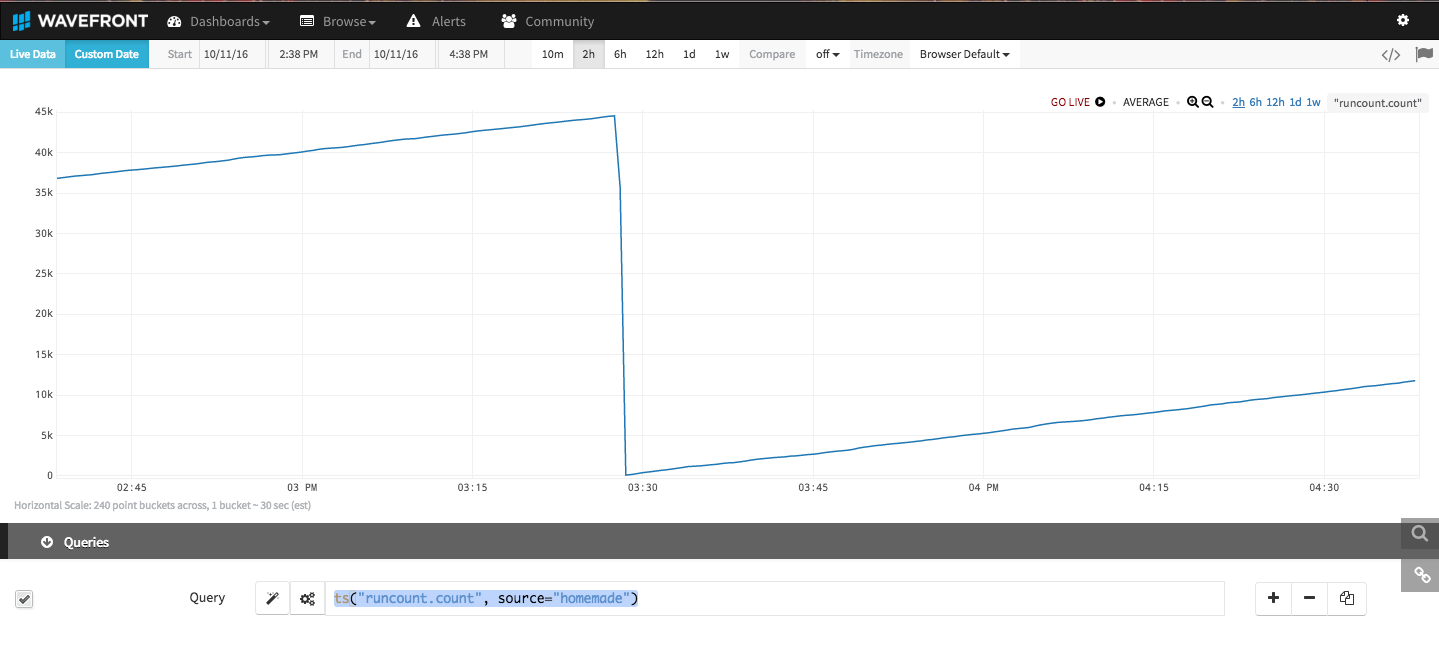 WAVEFRONT Dashboards Browse Alerts Community
Live Data Custom Date Start 10/11/16 2:38 PM End 10/11/16 4:38 PM 10m 2h 6h 12h 1d 1w Compare off Timezone Browser Default </>
GO LIVE AVERAGE 2h 6h 12h 1d 1w "runcount.count"
45k
40k
35k
30k
25k
20k
15k
10k
5k
0
02:45 03 PM 03:15 03:30 03:45 04 PM 04:15 04:30
Horizontal Scale: 240 point buckets across, 1 bucket ~ 30 sec (est)
Queries
Query ts("runcount.count", source="homemade")